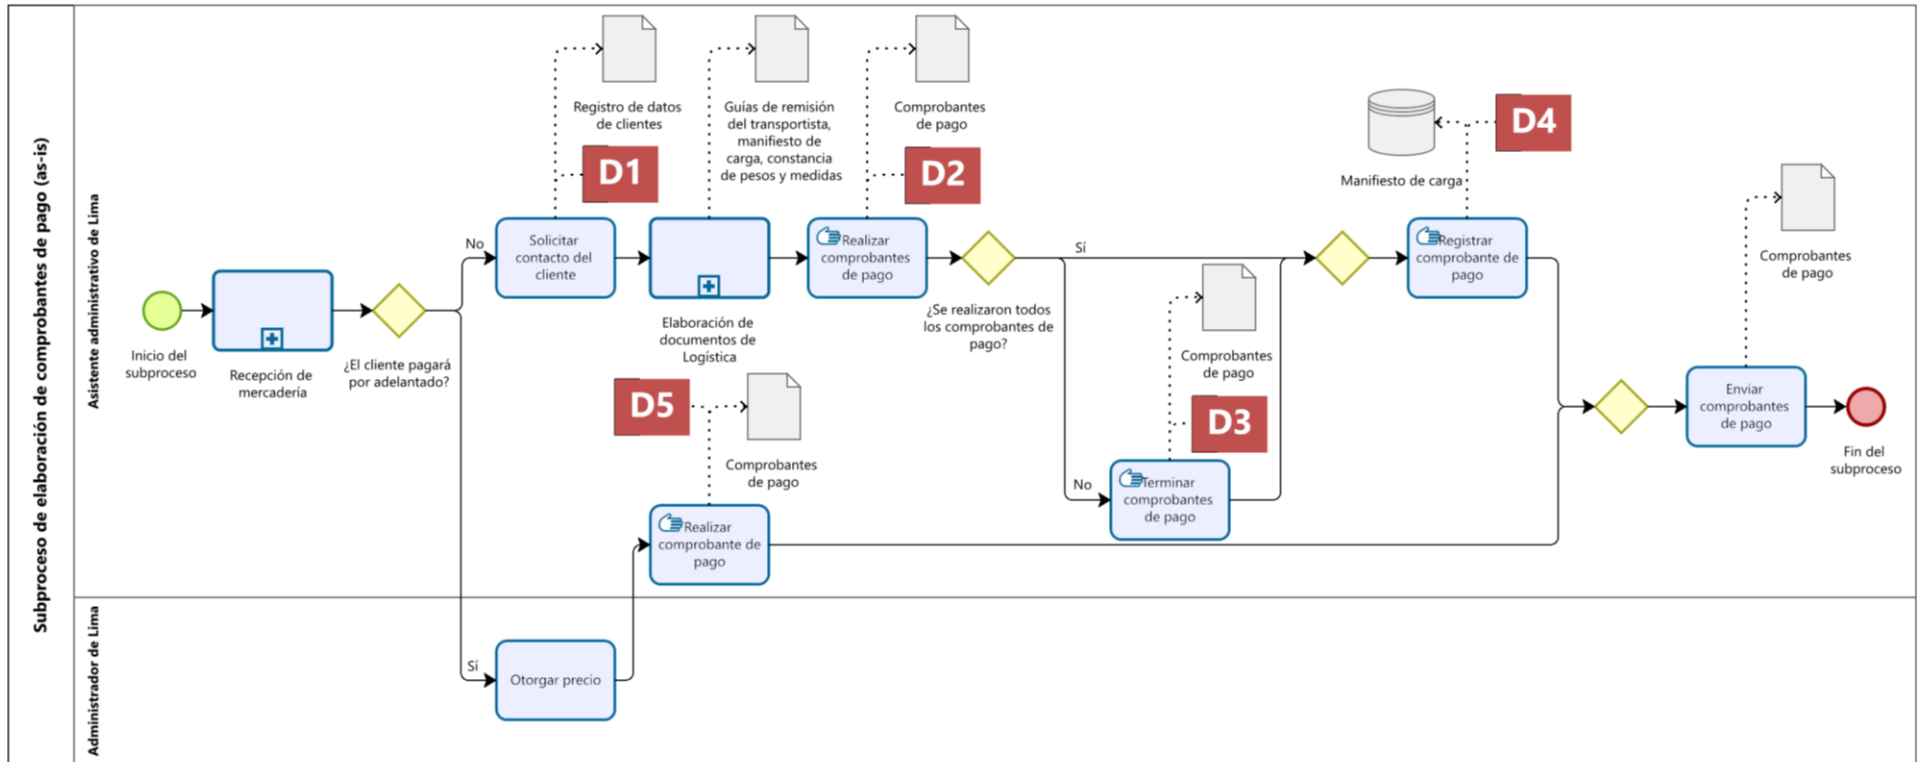 Subproceso de elaboración de comprobantes de pago (as-is)
Asistente administrativo de Lima
Inicio del
subproceso
Recepción de
mercadería
¿El cliente pagará
por adelantado?
No
Sí
Registro de datos
de clientes
D1
Solicitar
contacto del
cliente
Guías de remisión
del transportista,
manifiesto de
carga, constancia
de pesos y medidas
Elaboración de
documentos de
Logística
Comprobantes
de pago
D2
Realizar
comprobantes
de pago
¿Se realizaron todos
los comprobantes de
pago?
Sí
No
Comprobantes
de pago
D3
Terminar
comprobantes
de pago
D4
Manifiesto de carga
Registrar
comprobante de
pago
D5
Comprobantes
de pago
Realizar
comprobante de
pago
Comprobantes
de pago
Enviar
comprobantes
de pago
Fin del
subproceso
Administrador de Lima
Otorgar precio